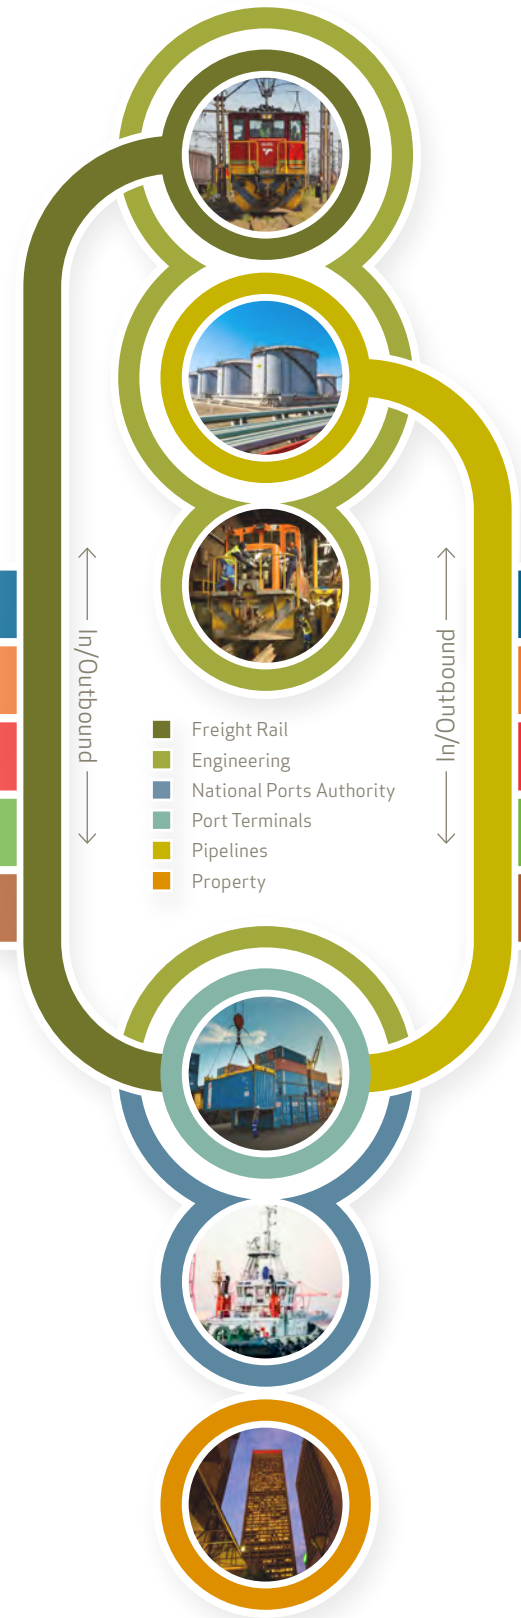 In/Outbound
In/Outbound
Freight Rail
Engineering
National Ports Authority
Port Terminals
Pipelines
Property